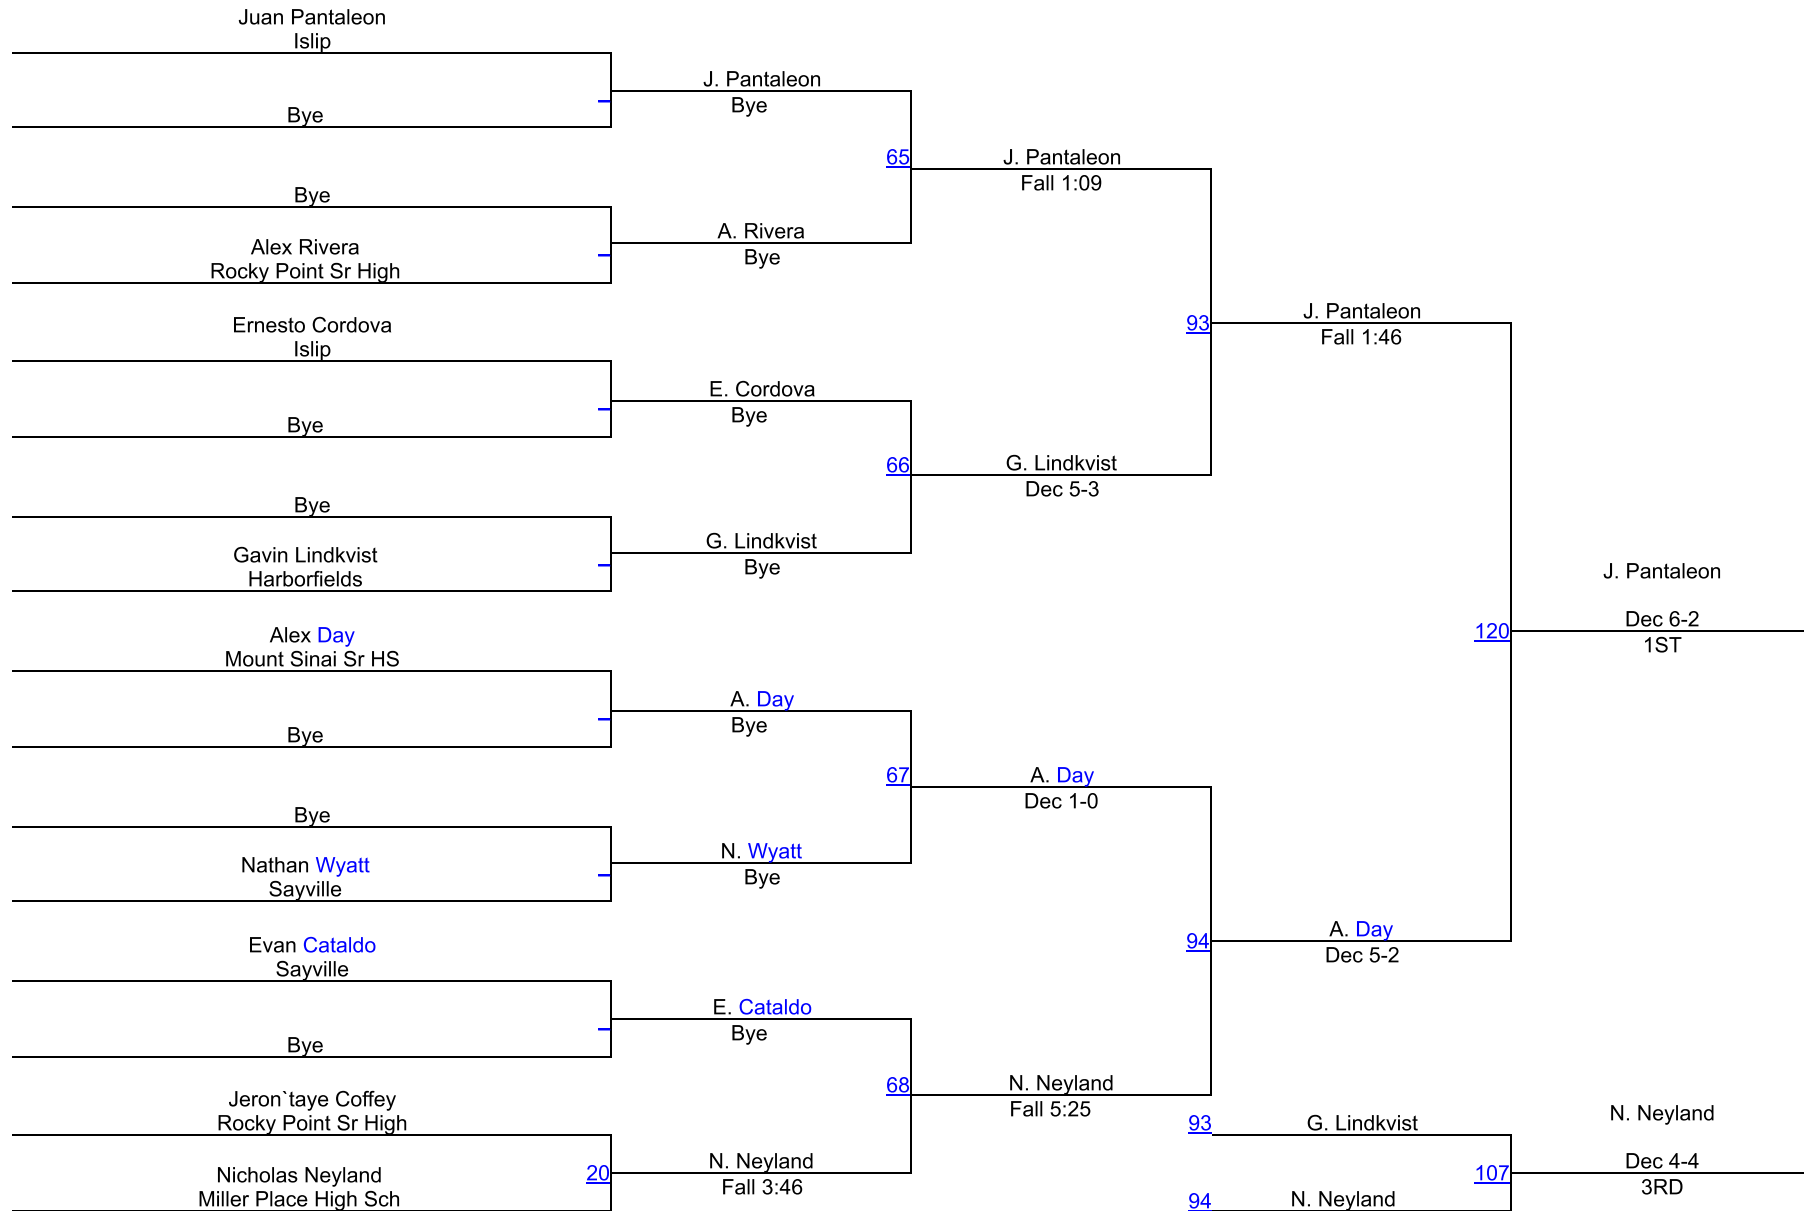 Juan Pantaleon
Islip
Bye
J. Pantaleon
Bye
65
J. Pantaleon
Fall 1:09
Bye
Alex Rivera
Rocky Point Sr High
A. Rivera
Bye
Ernesto Cordova
Islip
Bye
E. Cordova
Bye
93
J. Pantaleon
Fall 1:46
66
G. Lindkvist
Dec 5-3
Bye
Gavin Lindkvist
Harborfields
G. Lindkvist
Bye
J. Pantaleon
120
Dec 6-2
1ST
Alex Day
Mount Sinai Sr HS
Bye
A. Day
Bye
67
A. Day
Dec 1-0
Bye
Nathan Wyatt
Sayville
N. Wyatt
Bye
94
A. Day
Dec 5-2
Evan Cataldo
Sayville
Bye
E. Cataldo
Bye
68
N. Neyland
Fall 5:25
Jeron`taye Coffey
Rocky Point Sr High
Nicholas Neyland
Miller Place High Sch
20
N. Neyland
Fall 3:46
93
G. Lindkvist
94
N. Neyland
107
N. Neyland
Dec 4-4
3RD